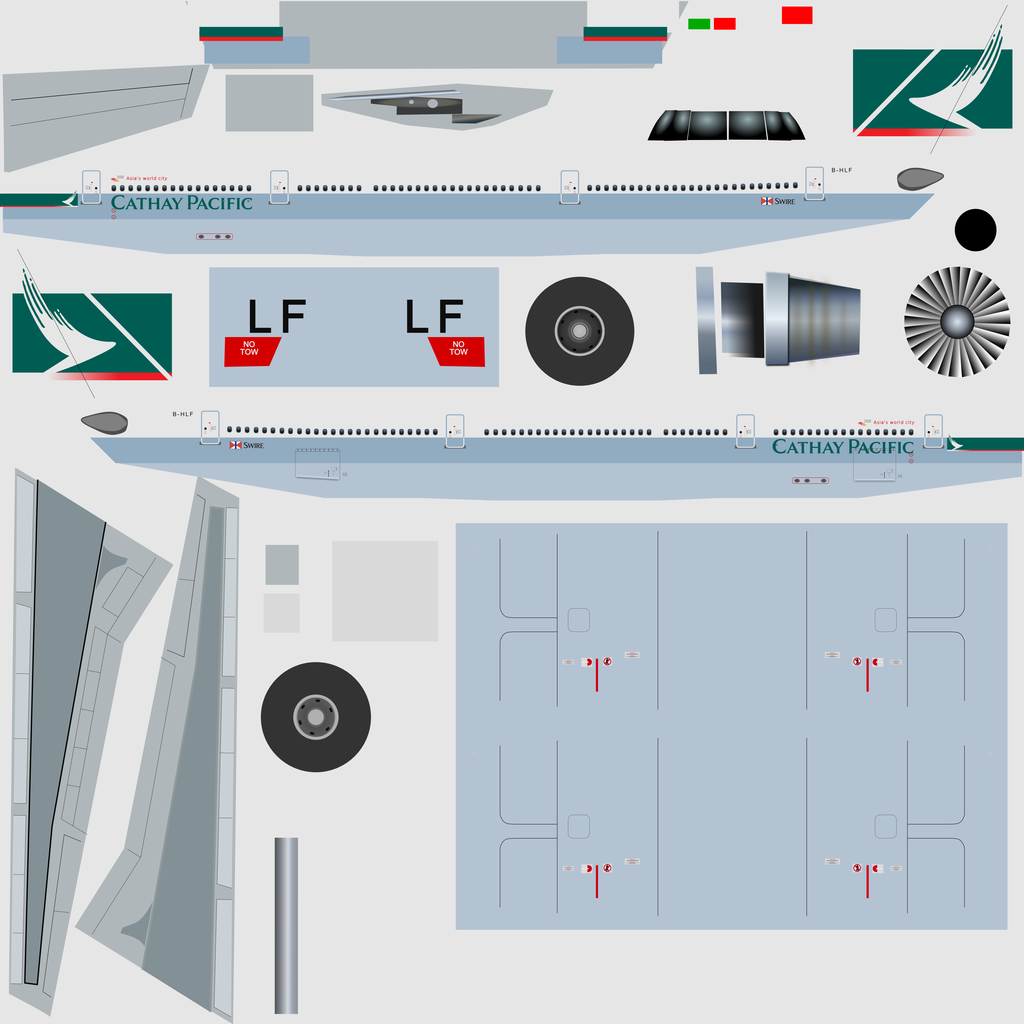 Asia's world city
B-HLF
CATHAY PACIFIC
SWIRE
LF
LF
NO
TOW
NO
TOW
B-HLF
Asia's world city
SWIRE
CATHAY PACIFIC